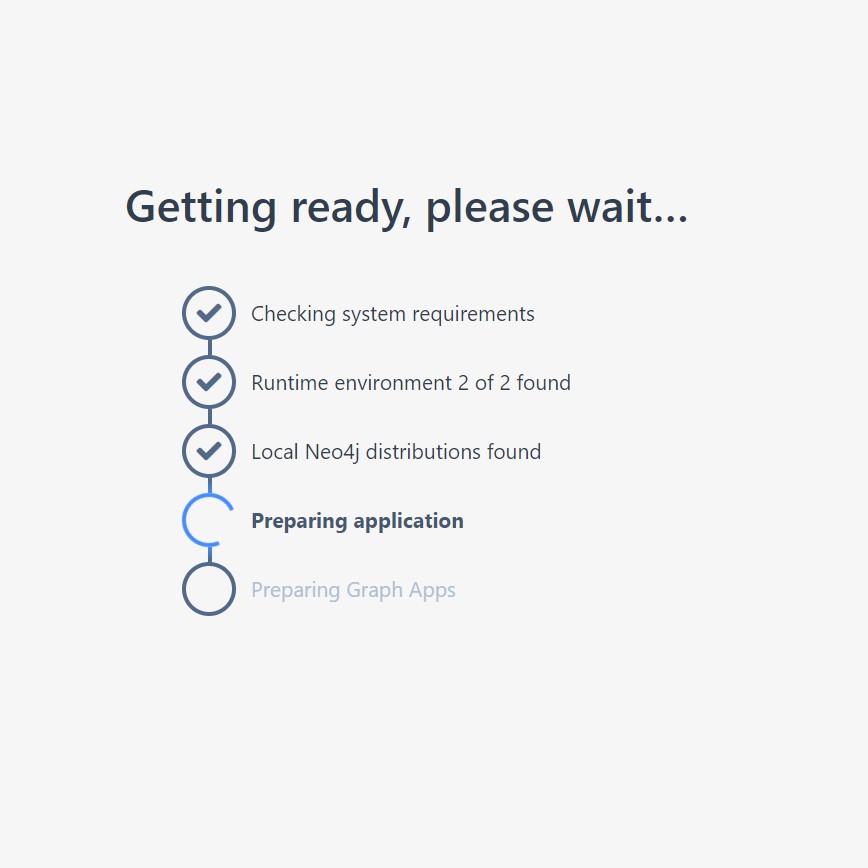 Getting ready, please wait...
Checking system requirements
Runtime environment 2 of 2 found
Local Neo4j distributions found
Preparing application
Preparing Graph Apps